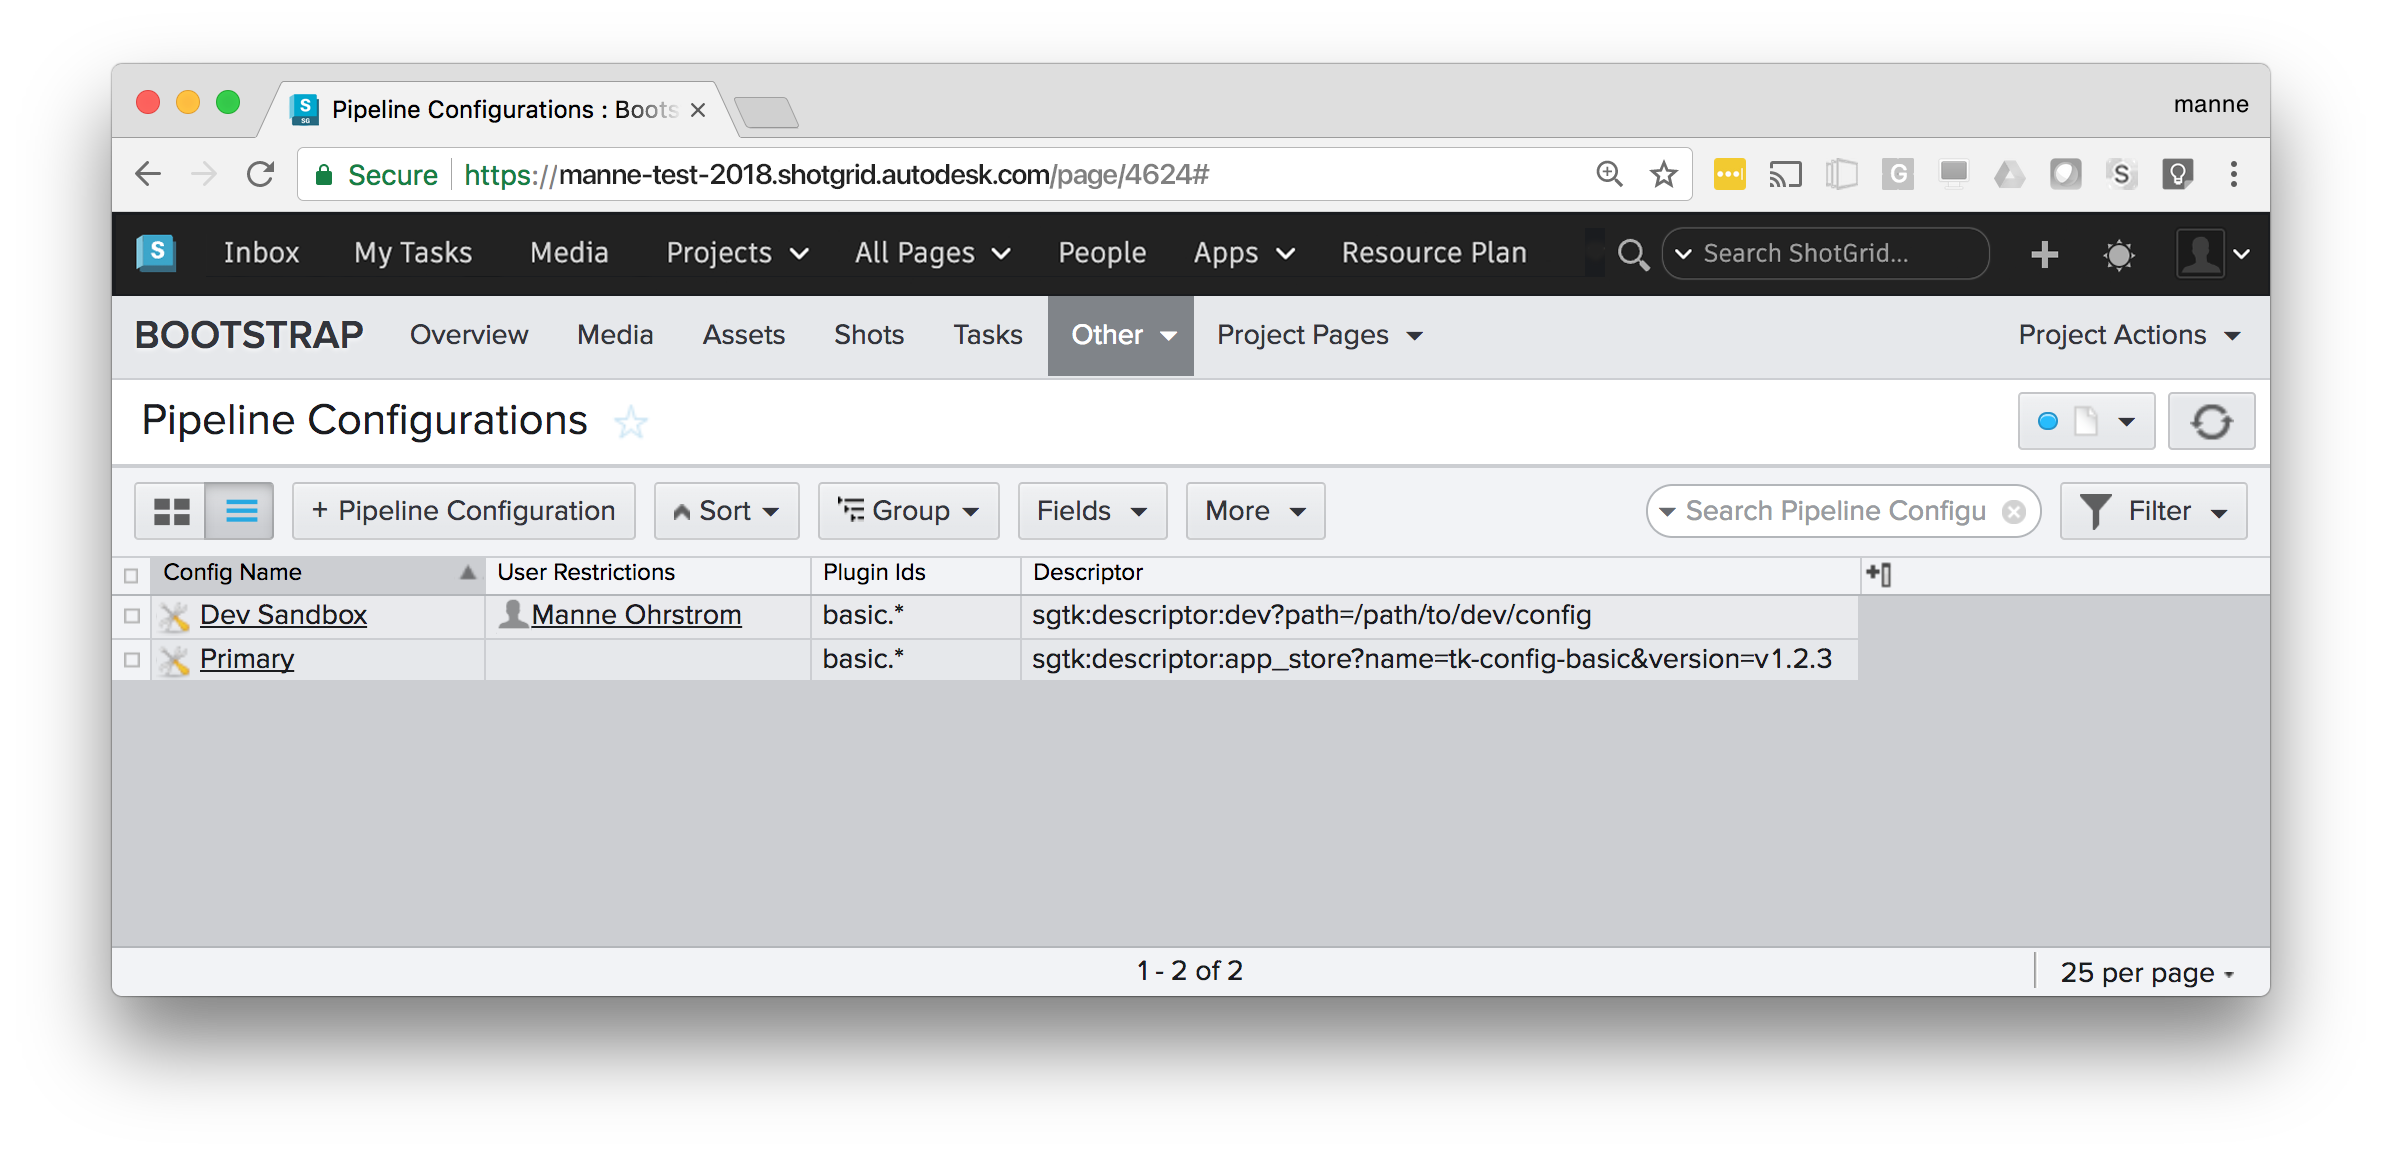 Pipeline Configurations : Boots
manne
Secure https://manne-test-2018.shotgrid.autodesk.com/page/4624#
Inbox My Tasks Media Projects All Pages People Apps Resource Plan Search ShotGrid...
BOOTSTRAP Overview Media Assets Shots Tasks Other Project Pages Project Actions
Pipeline Configurations
+ Pipeline Configuration Sort Group Fields More Search Pipeline Configu Filter
Config Name User Restrictions Plugin Ids Descriptor
Dev Sandbox Manne Ohrstrom basic.* sgtk:descriptor:dev?path=/path/to/dev/config
Primary basic.* sgtk:descriptor:app_store?name=tk-config-basic&version=v1.2.3
1 - 2 of 2 25 per page